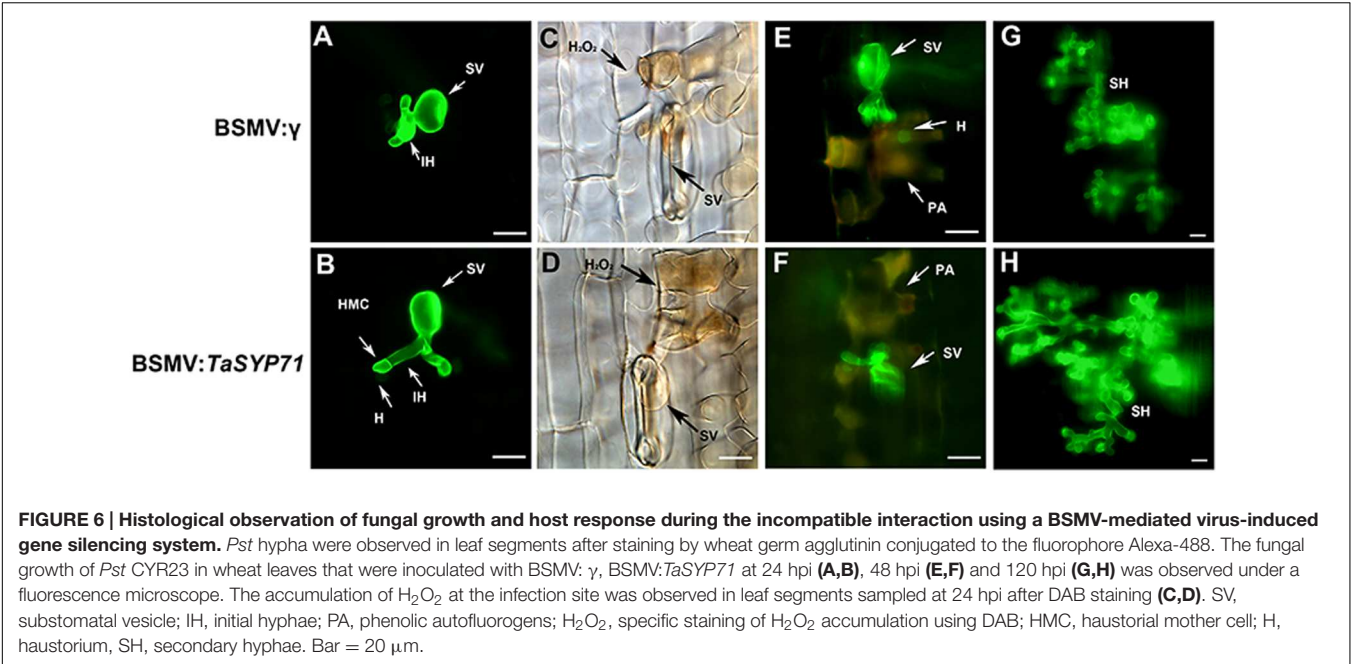 BSMV:γ
A
SV
IH
C
H₂O₂
SV
E
SV
H
PA
G
SH
BSMV:TaSYP71
B
SV
HMC
IH
H
D
H₂O₂
SV
F
PA
SV
H
SH
FIGURE 6 | Histological observation of fungal growth and host response during the incompatible interaction using a BSMV-mediated virus-induced
gene silencing system. Pst hypha were observed in leaf segments after staining by wheat germ agglutinin conjugated to the fluorophore Alexa-488. The fungal
growth of Pst CYR23 in wheat leaves that were inoculated with BSMV: γ, BSMV:TaSYP71 at 24 hpi (A,B), 48 hpi (E,F) and 120 hpi (G,H) was observed under a
fluorescence microscope. The accumulation of H₂O₂ at the infection site was observed in leaf segments sampled at 24 hpi after DAB staining (C,D). SV,
substomatal vesicle; IH, initial hyphae; PA, phenolic autofluorogens; H₂O₂, specific staining of H₂O₂ accumulation using DAB; HMC, haustorial mother cell; H,
haustorium, SH, secondary hyphae. Bar = 20 μm.